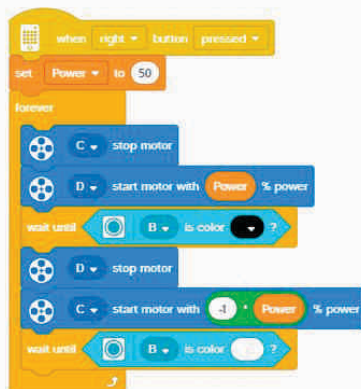 when right button pressed
set Power to 50
forever
C stop motor
D start motor with Power % power
wait until B is color ?
D stop motor
C start motor with -1 * Power % power
wait until B is color ?